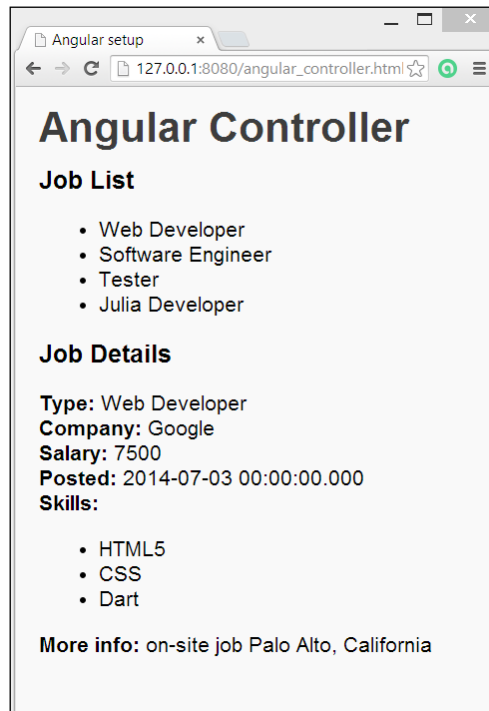 Angular setup
127.0.0.1:8080/angular_controller.html
Angular Controller
Job List
Web Developer
Software Engineer
Tester
Julia Developer
Job Details
Type: Web Developer
Company: Google
Salary: 7500
Posted: 2014-07-03 00:00:00.000
Skills:
HTML5
CSS
Dart
More info: on-site job Palo Alto, California